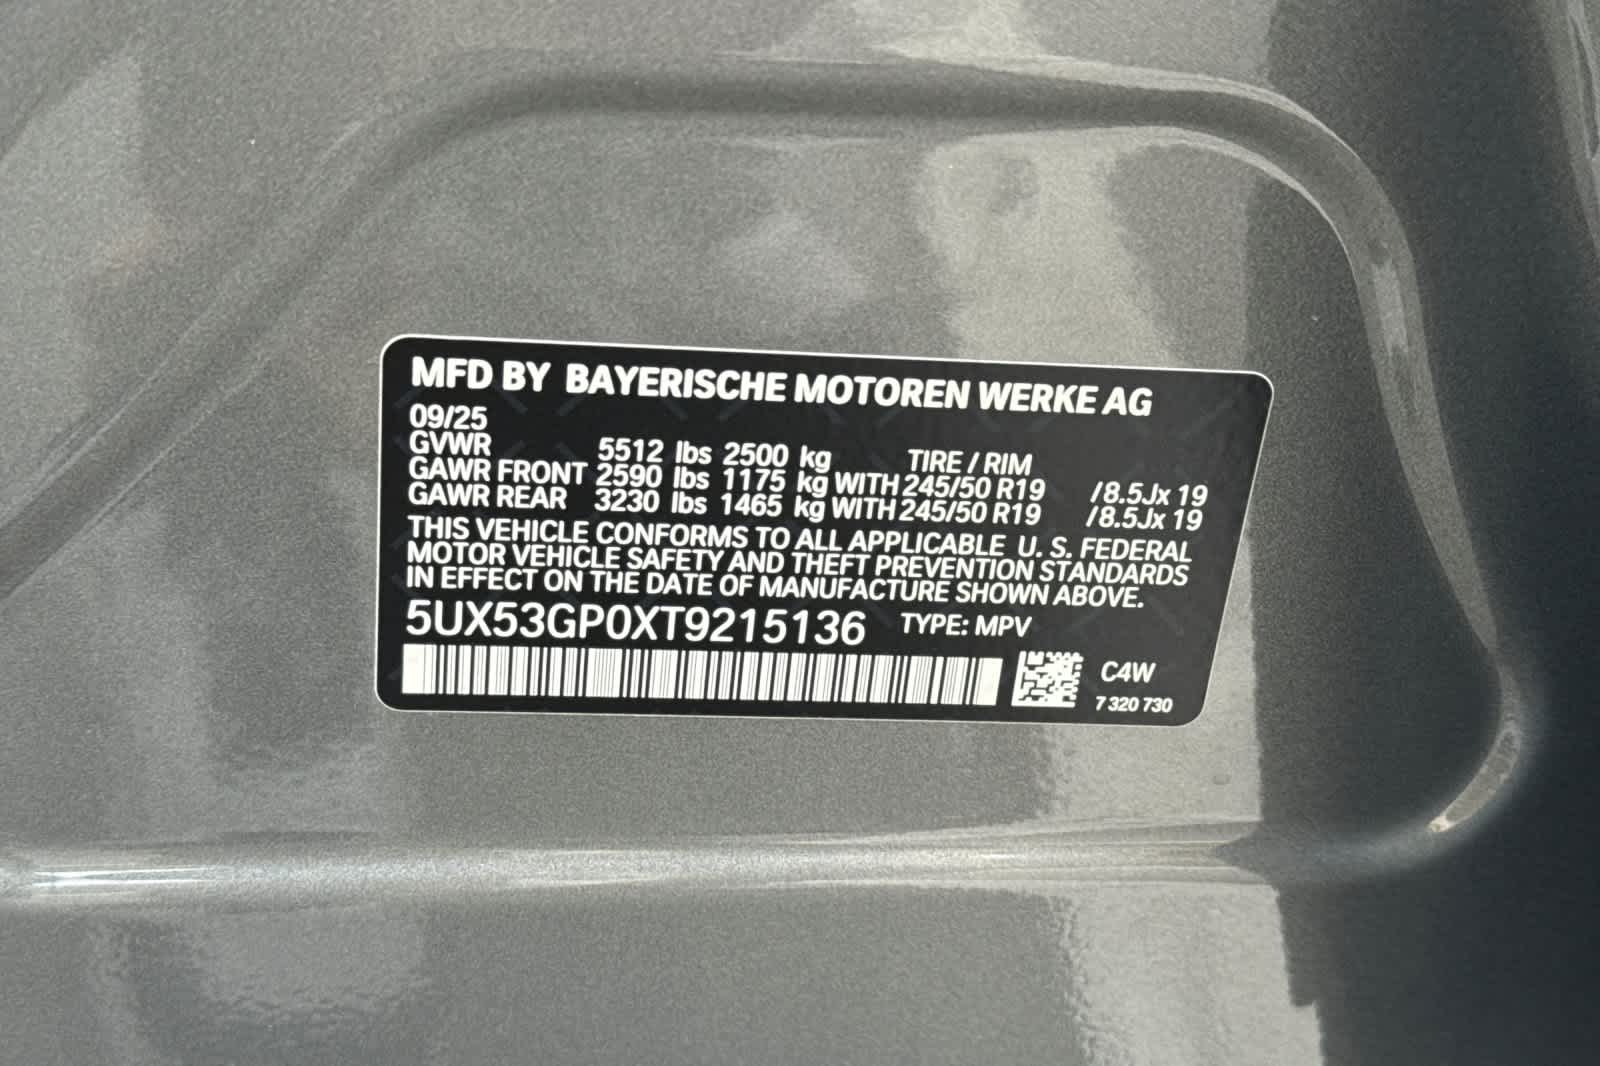 MFD BY BAYERISCHE MOTOREN WERKE AG
09/25
GVWR 5512 lbs 2500 kg TIRE / RIM
GAWR FRONT 2590 lbs 1175 kg WITH 245/50 R19 / 8.5Jx 19
GAWR REAR 3230 lbs 1465 kg WITH 245/50 R19 / 8.5Jx 19
THIS VEHICLE CONFORMS TO ALL APPLICABLE U. S. FEDERAL
MOTOR VEHICLE SAFETY AND THEFT PREVENTION STANDARDS
IN EFFECT ON THE DATE OF MANUFACTURE SHOWN ABOVE.
5UX53GP0XT9215136 TYPE: MPV
C4W
7 320 730